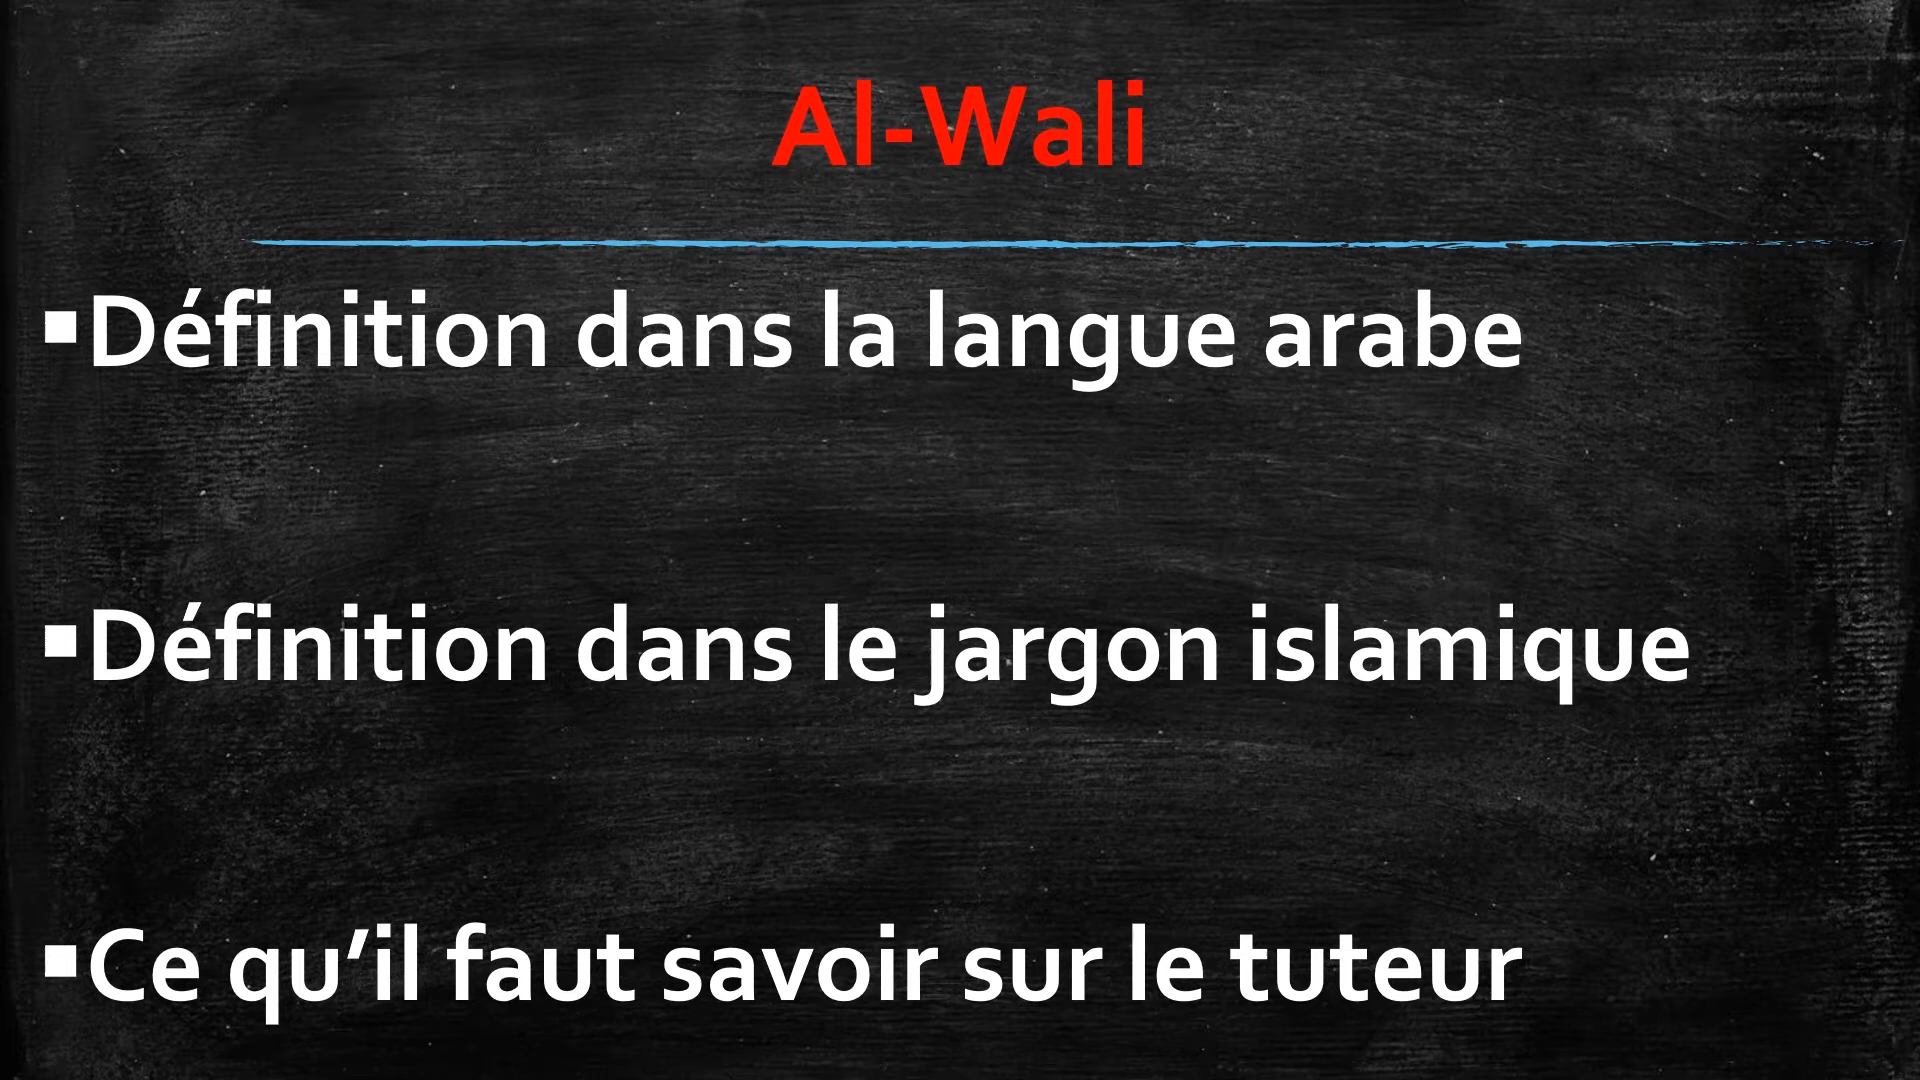 Al-Wali
▪Définition dans la langue arabe
▪Définition dans le jargon islamique
▪Ce qu’il faut savoir sur le tuteur